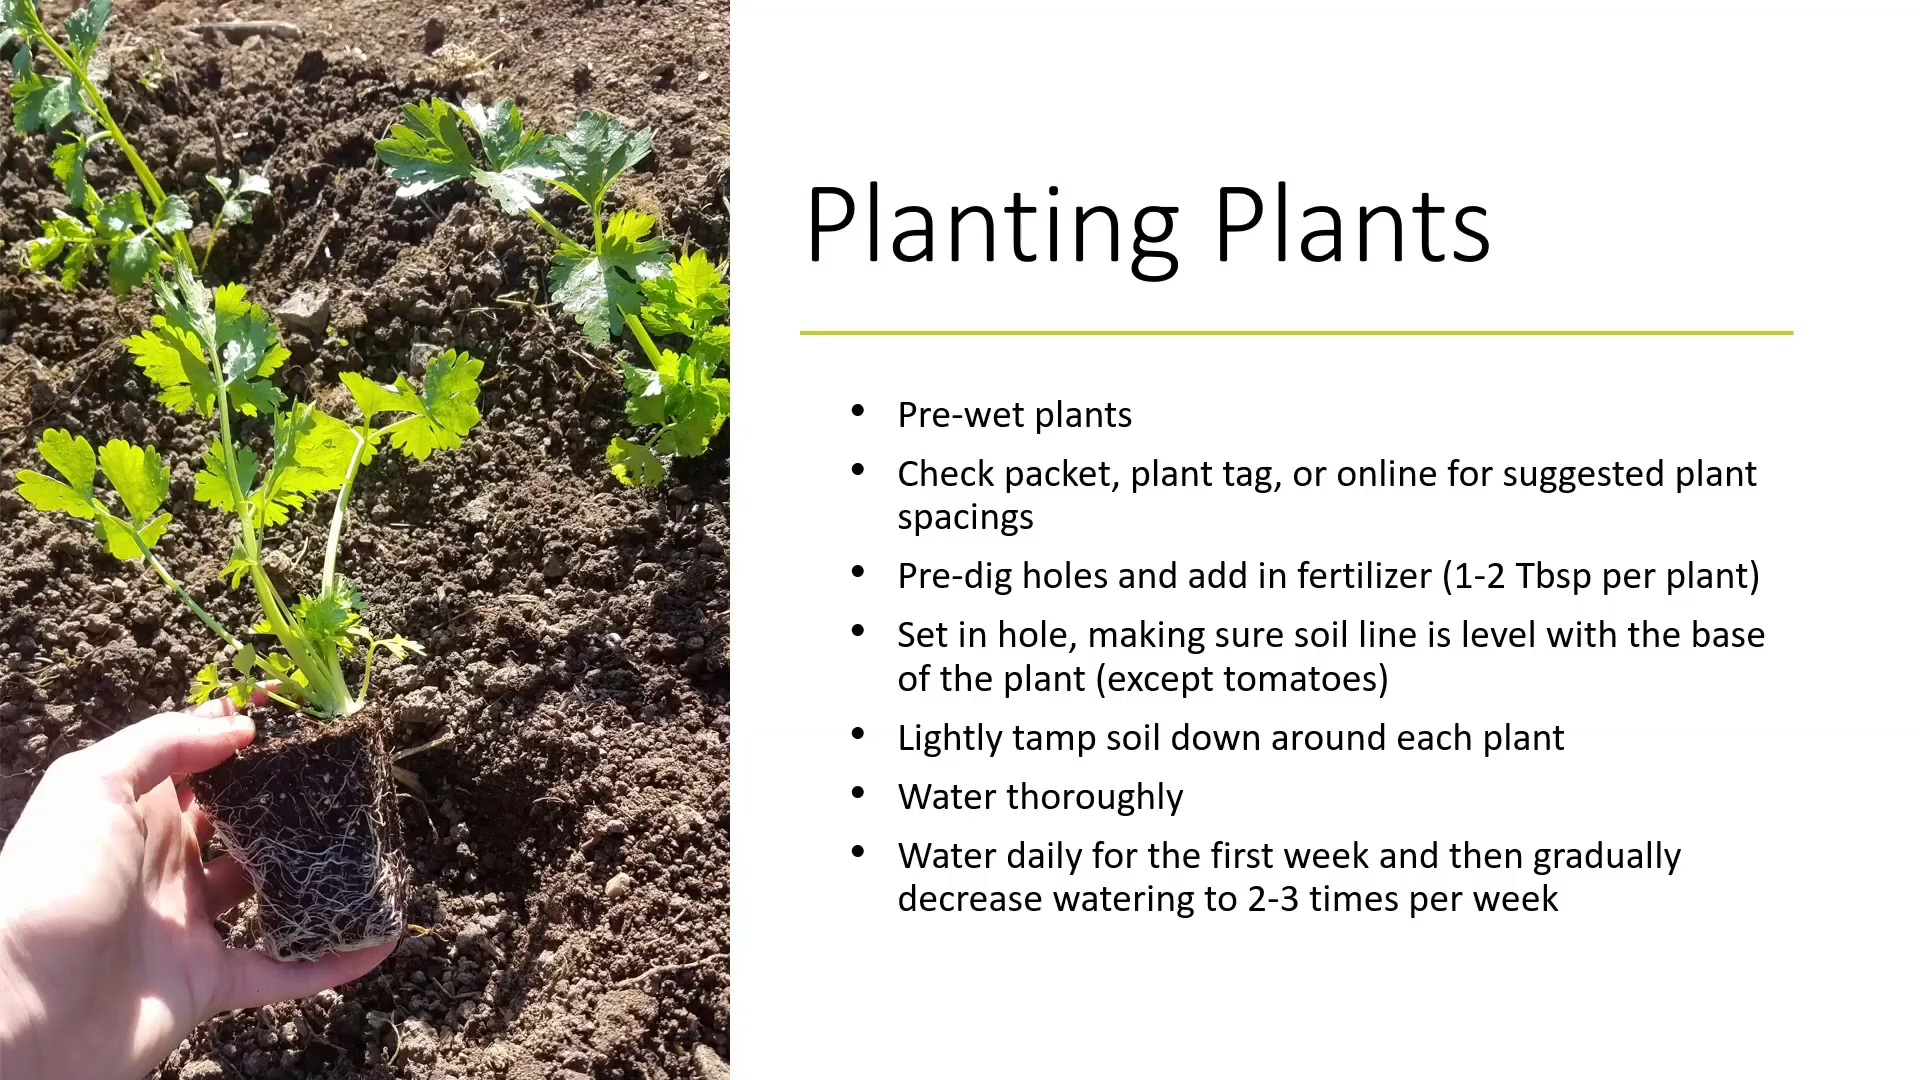 Planting Plants
• Pre-wet plants
• Check packet, plant tag, or online for suggested plant
spacings
• Pre-dig holes and add in fertilizer (1-2 Tbsp per plant)
• Set in hole, making sure soil line is level with the base
of the plant (except tomatoes)
• Lightly tamp soil down around each plant
• Water thoroughly
• Water daily for the first week and then gradually
decrease watering to 2-3 times per week